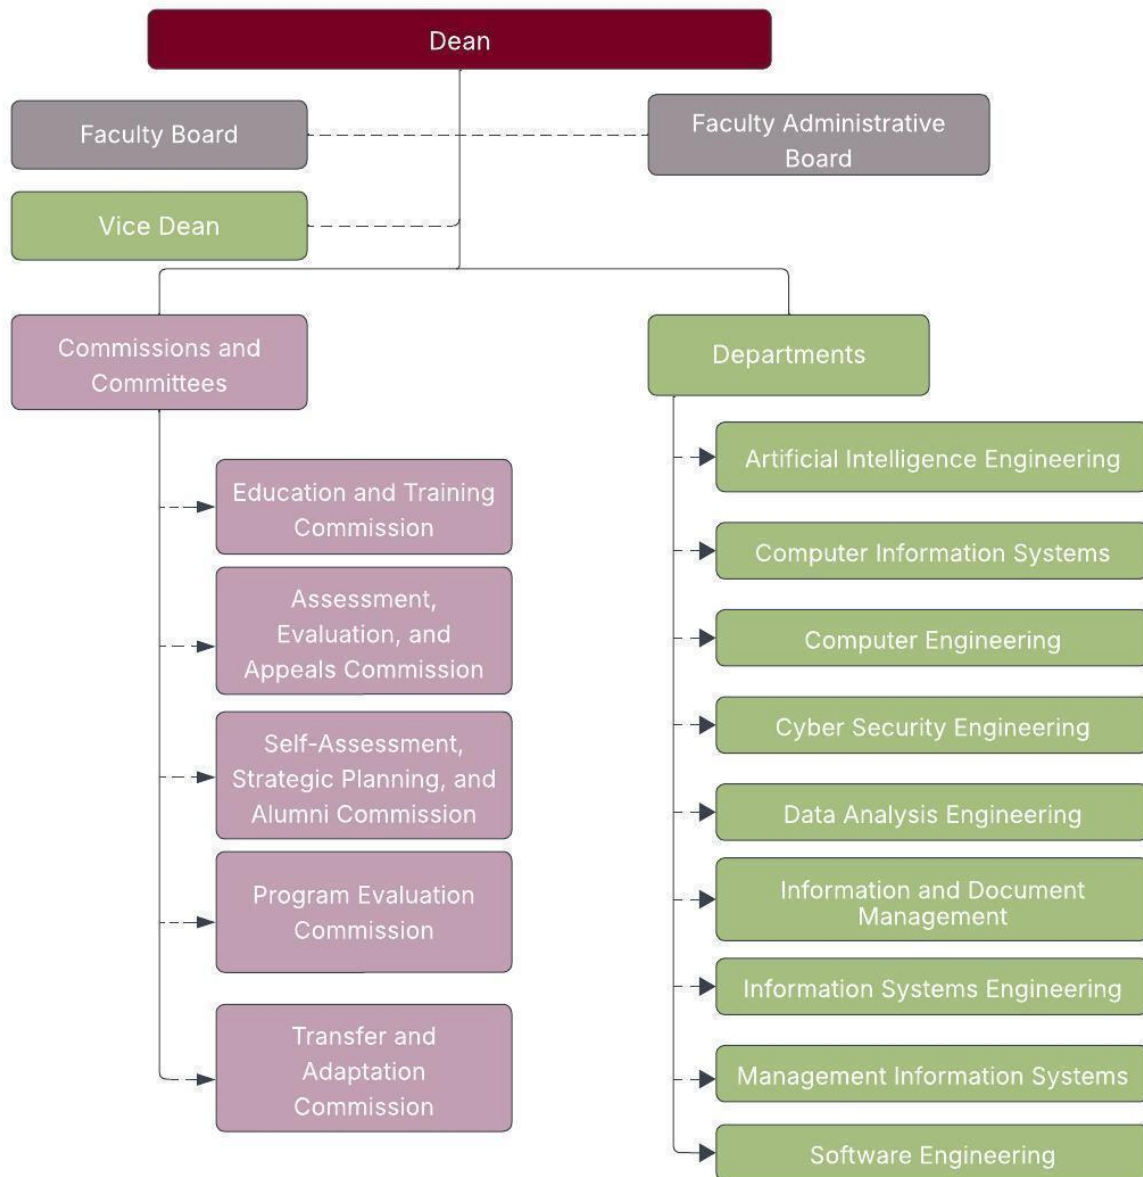 Dean
Faculty Board
Faculty Administrative
Board
Vice Dean
Commissions and
Committees
Education and Training
Commission
Assessment,
Evaluation, and
Appeals Commission
Self-Assessment,
Strategic Planning, and
Alumni Commission
Program Evaluation
Commission
Transfer and
Adaptation
Commission
Departments
Artificial Intelligence Engineering
Computer Information Systems
Computer Engineering
Cyber Security Engineering
Data Analysis Engineering
Information and Document
Management
Information Systems Engineering
Management Information Systems
Software Engineering